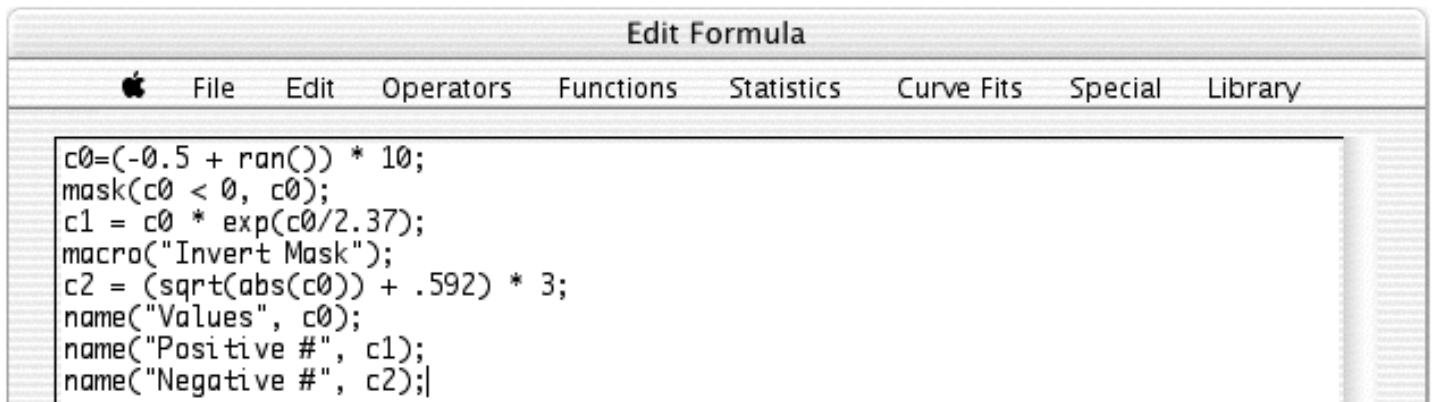 Edit Formula
File Edit Operators Functions Statistics Curve Fits Special Library
c0=(-0.5 + ran()) * 10;
mask(c0 < 0, c0);
c1 = c0 * exp(c0/2.37);
macro("Invert Mask");
c2 = (sqrt(abs(c0)) + .592) * 3;
name("Values", c0);
name("Positive #", c1);
name("Negative #", c2);